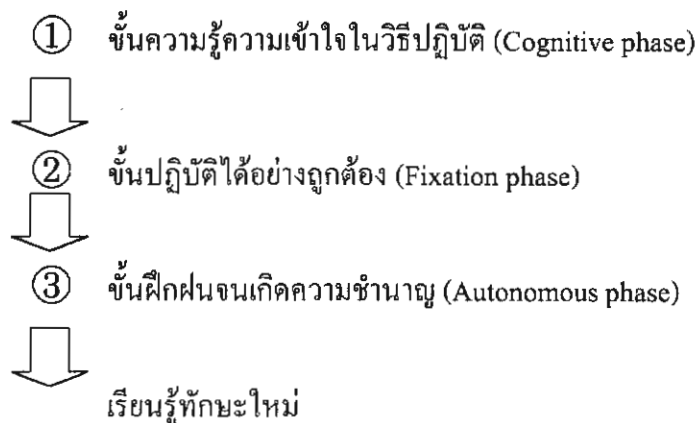 ① ขั้นความรู้ความเข้าใจในวิธีปฏิบัติ (Cognitive phase)
② ขั้นปฏิบัติได้อย่างถูกต้อง (Fixation phase)
③ ขั้นฝึกฝนจนเกิดความชำนาญ (Autonomous phase)
เรียนรู้ทักษะใหม่